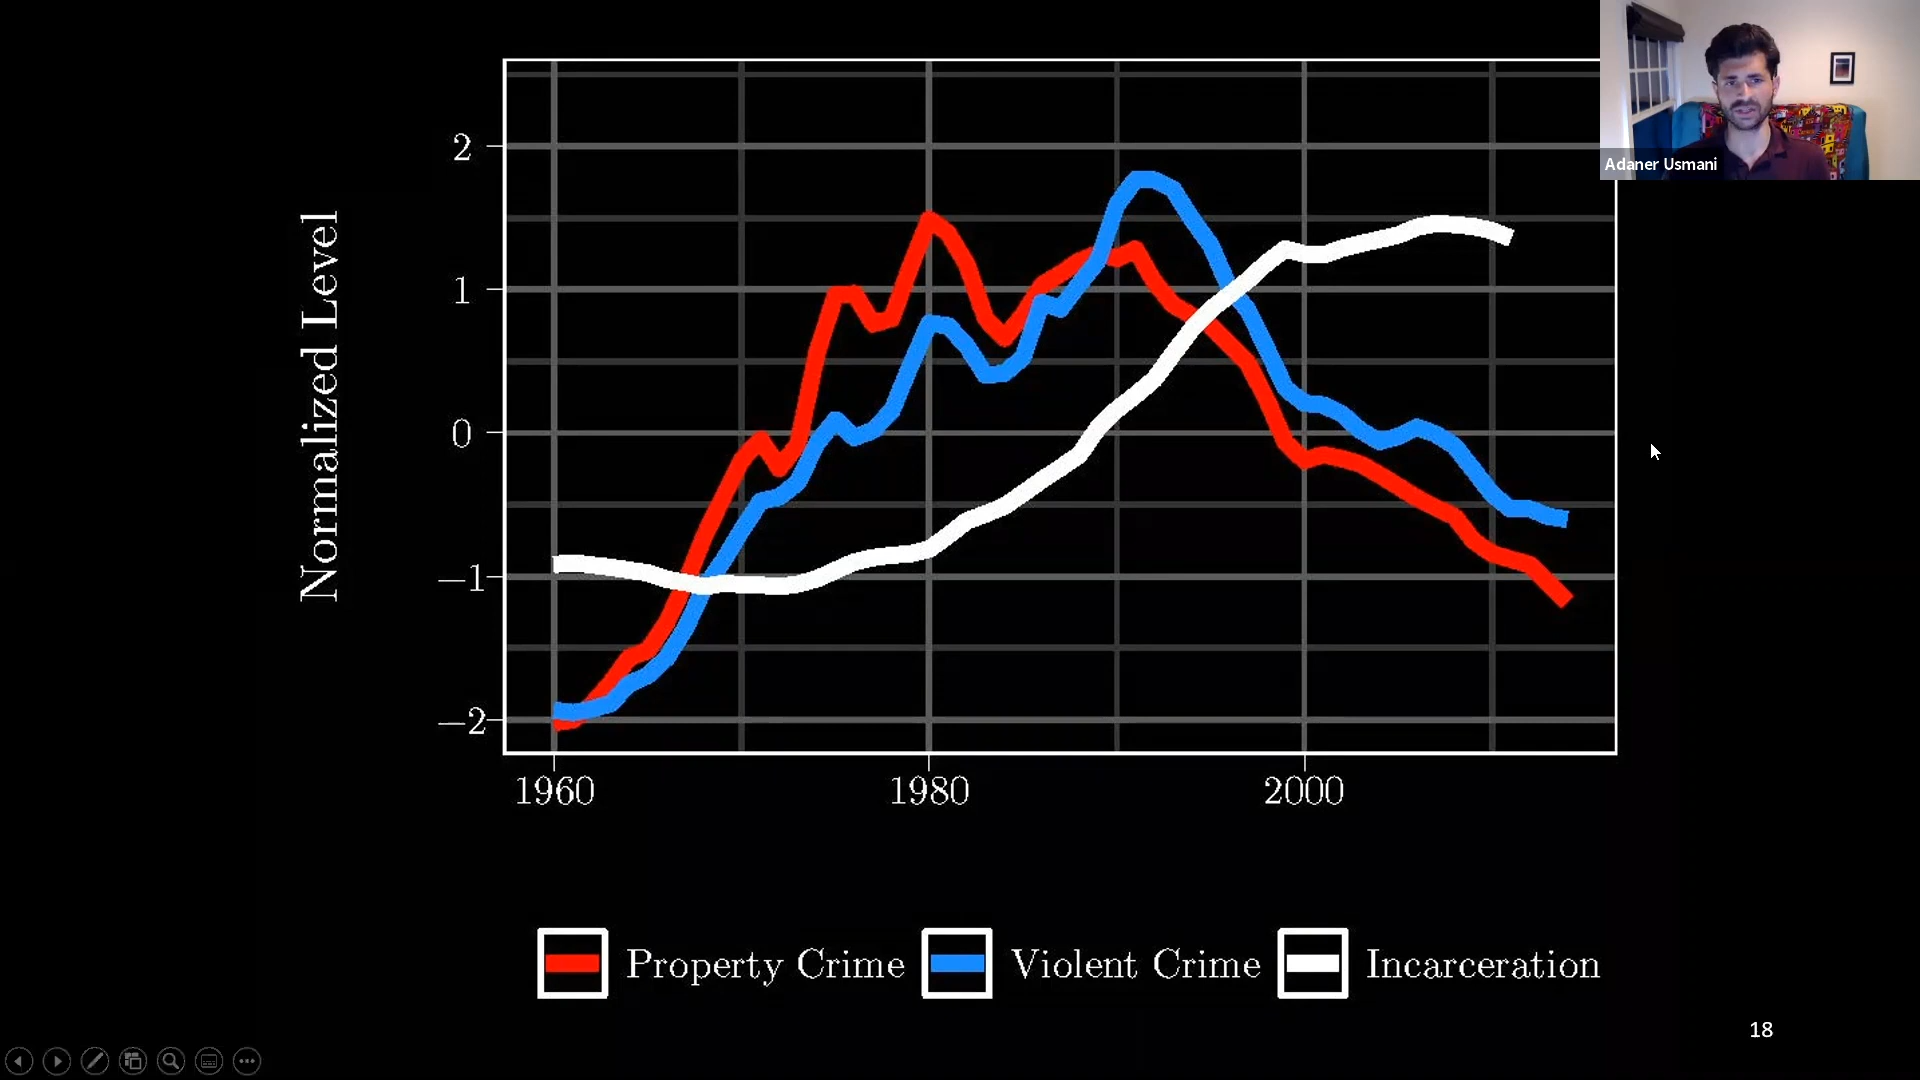 Adaner Usmani
Normalized Level
2
1
0
−1
−2
1960 1980 2000
Property Crime Violent Crime Incarceration
18